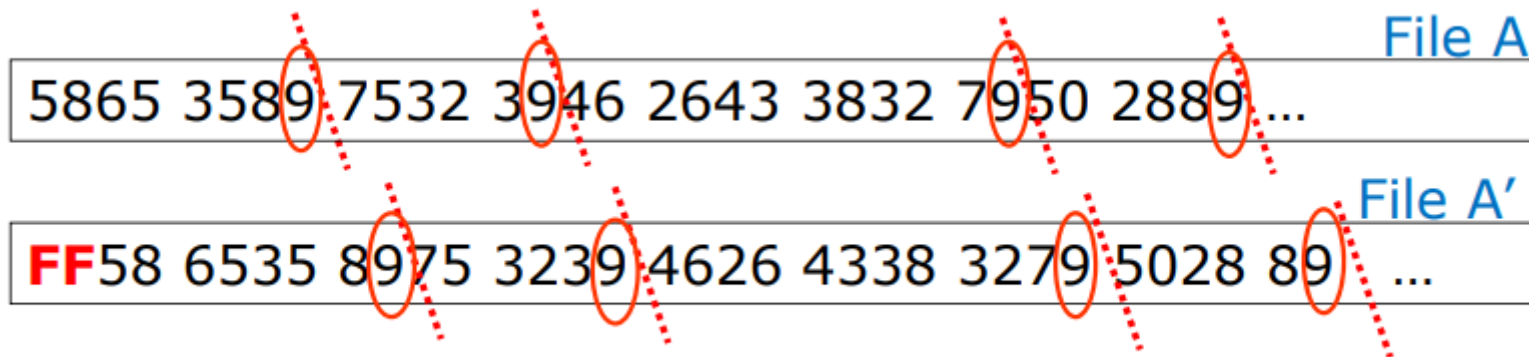 File A
5865 3589 7532 3946 2643 3832 7950 2889 ...
File A′
FF58 6535 8975 3239 4626 4338 3279 5028 89 ...